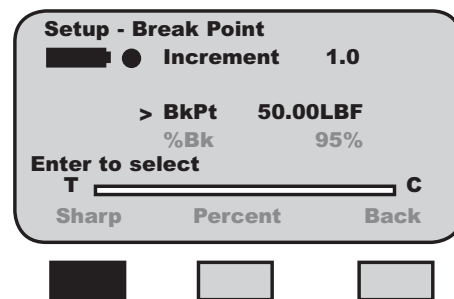 Setup - Break Point
Increment 1.0
> BkPt 50.00LBF
%Bk 95%
Enter to select
T C
Sharp Percent Back